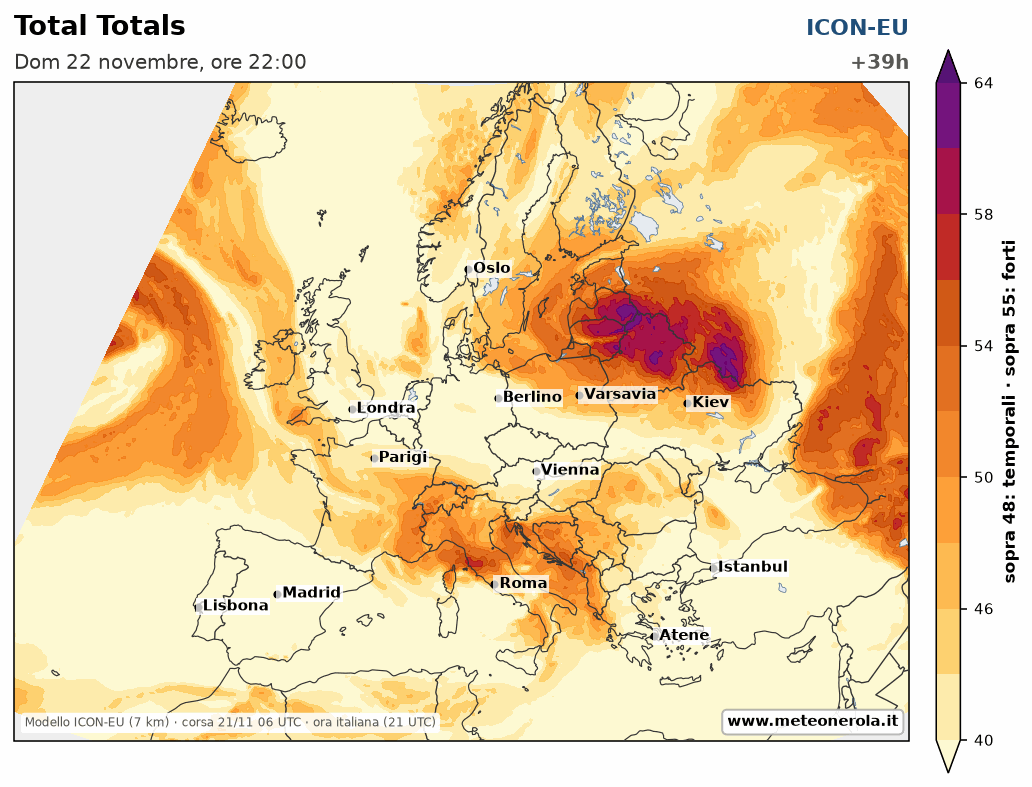 Total Totals
ICON-EU
Dom 22 novembre, ore 22:00
+39h
64
58
54
50
46
40
sopra 48: temporali · sopra 55: forti
Oslo
Berlino
Varsavia
Kiev
Londra
Parigi
Vienna
Istanbul
Roma
Madrid
Lisbona
Atene
Modello ICON-EU (7 km) · corsa 21/11 06 UTC · ora italiana (21 UTC)
www.meteonerola.it